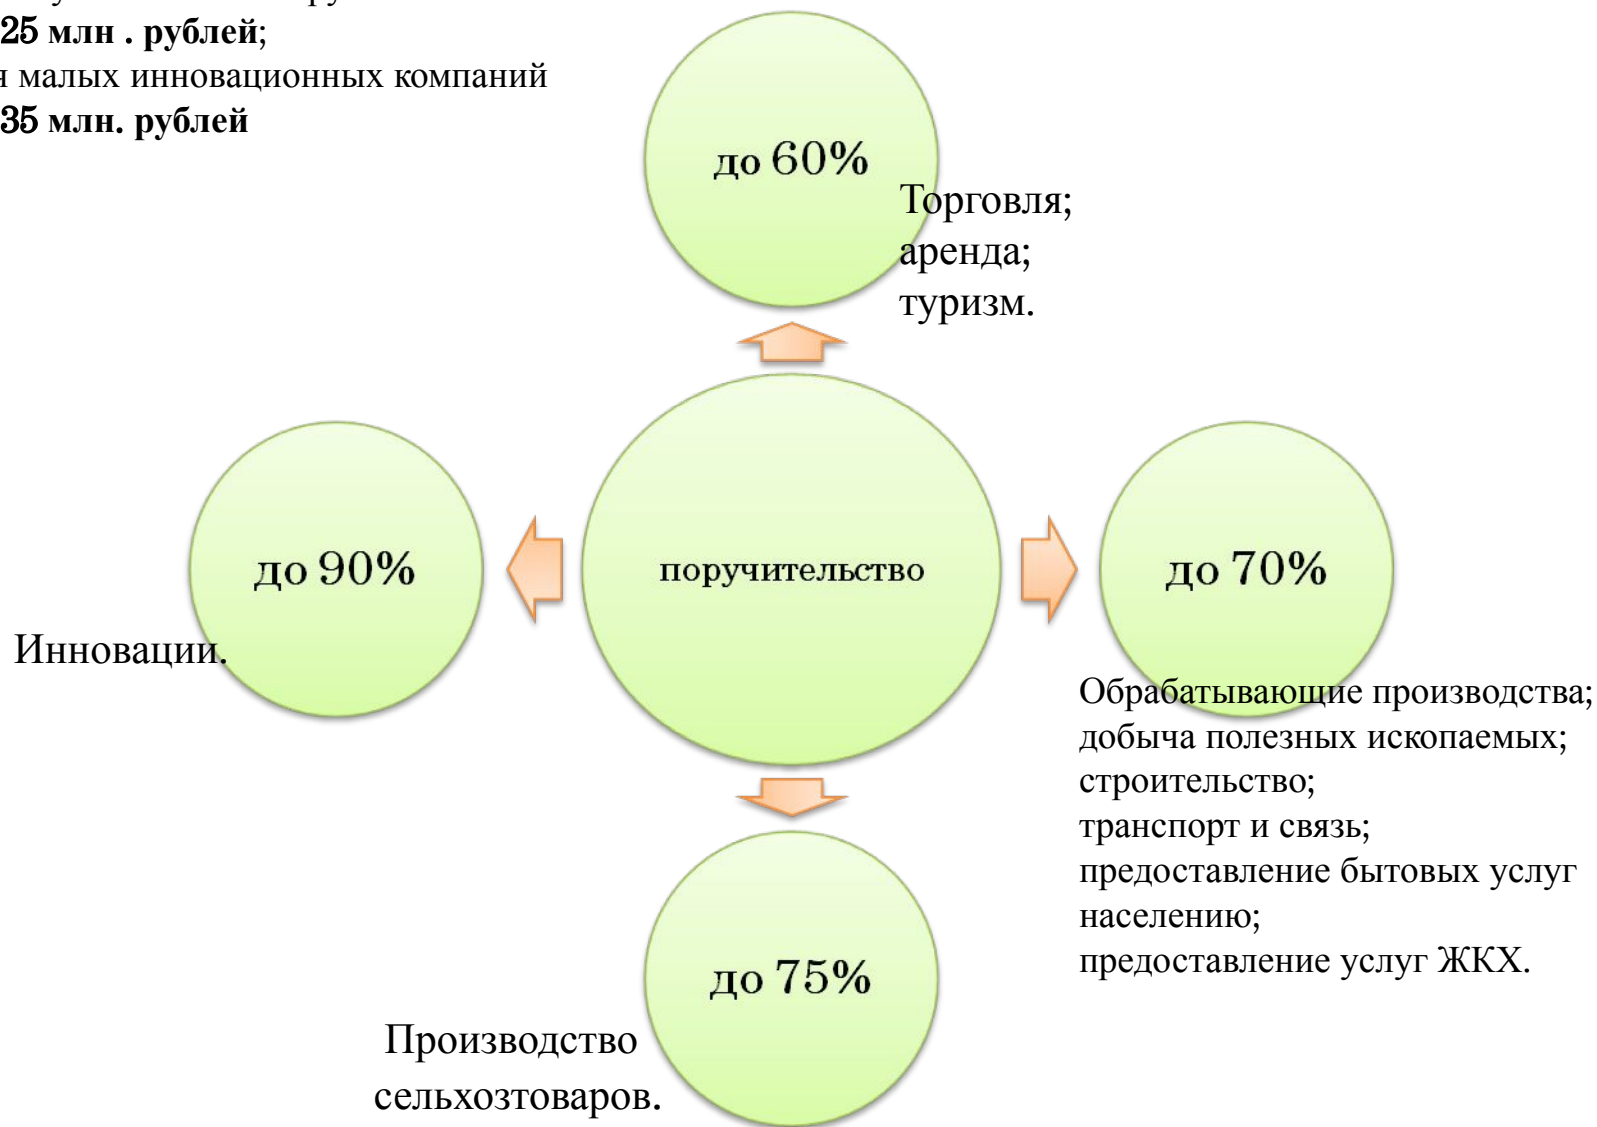 25 млн . рублей;
малых инновационных компаний
35 млн. рублей
до 60%
Торговля;
аренда;
туризм.
до 90%
поручительство
до 70%
Инновации.
Обрабатывающие производства;
добыча полезных ископаемых;
строительство;
транспорт и связь;
предоставление бытовых услуг
населению;
предоставление услуг ЖКХ.
до 75%
Производство
сельхозтоваров.